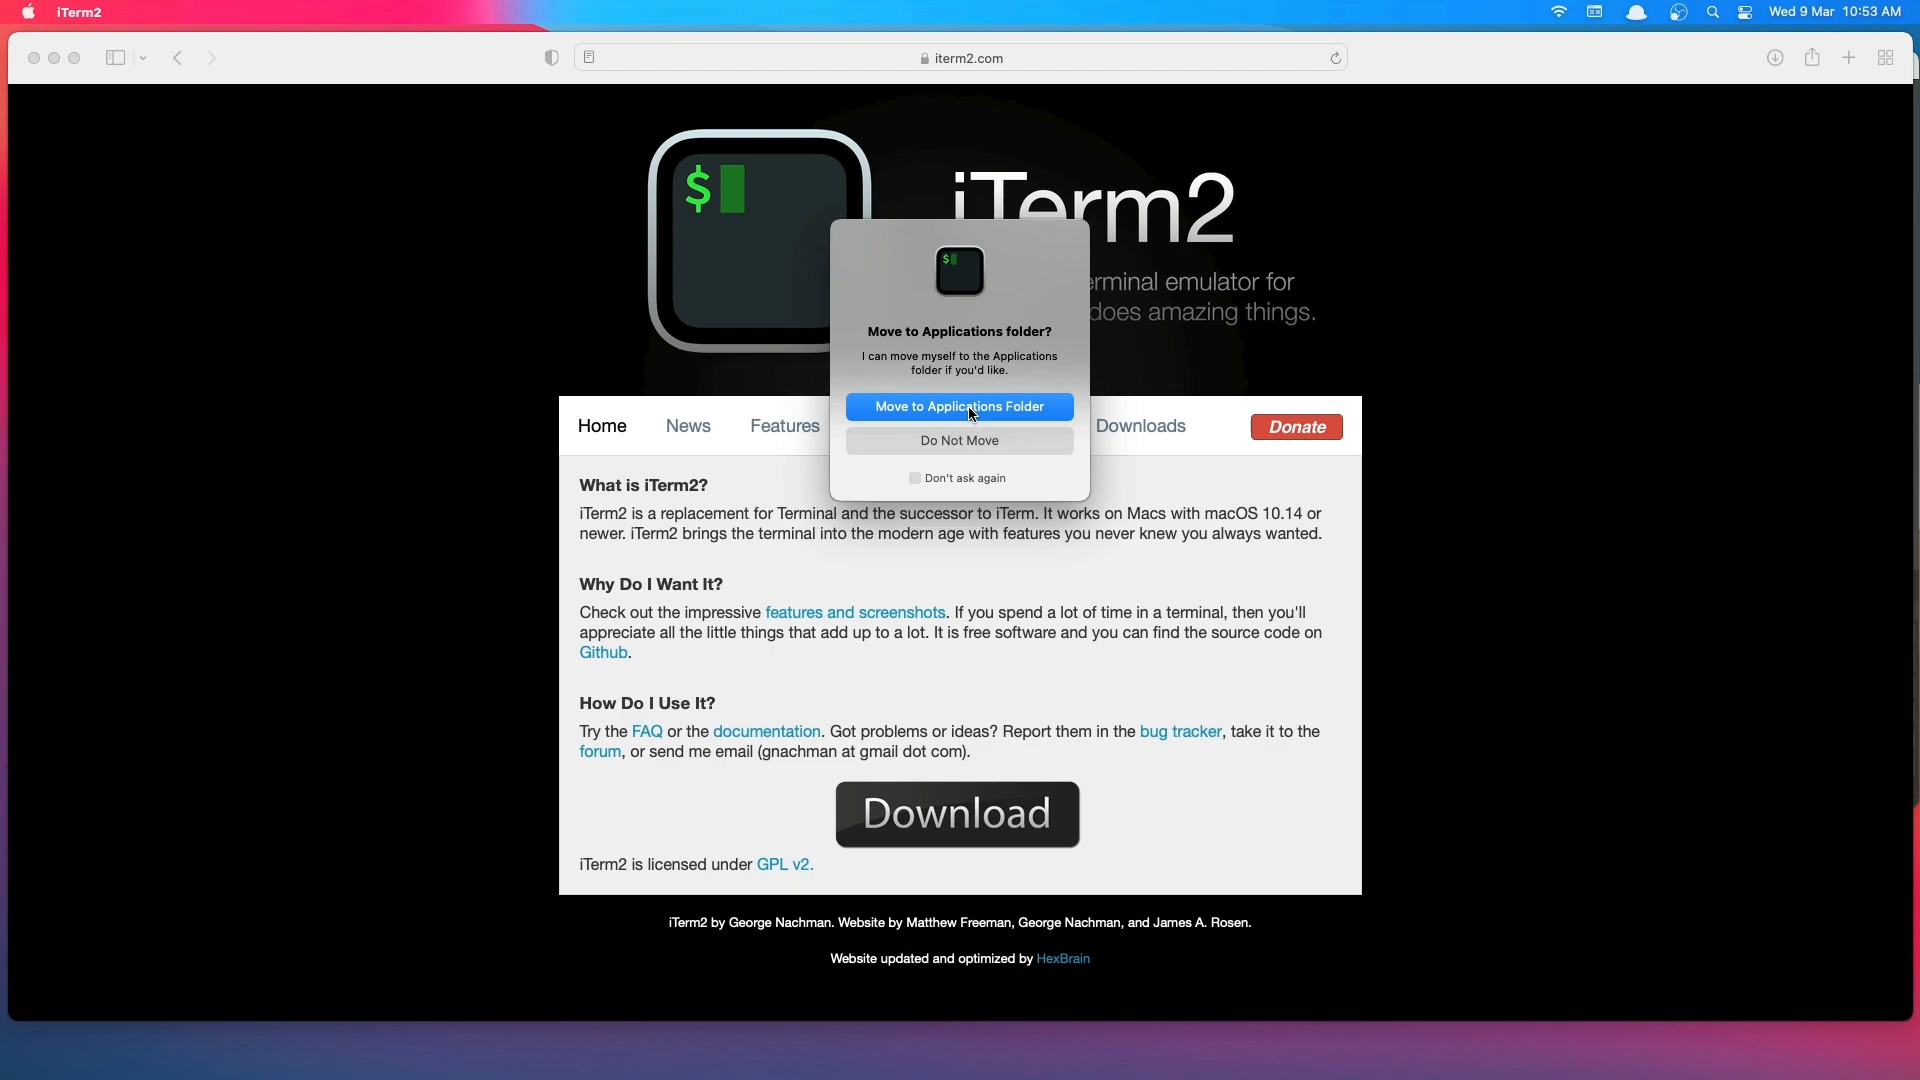 iTerm2
Wed 9 Mar 10:53 AM
iterm2.com
$
iTerm2
erminal emulator for
does amazing things.
$
Move to Applications folder?
I can move myself to the Applications
folder if you'd like.
Move to Applications Folder
Do Not Move
Don't ask again
Home News Features Downloads Donate
What is iTerm2?
iTerm2 is a replacement for Terminal and the successor to iTerm. It works on Macs with macOS 10.14 or
newer. iTerm2 brings the terminal into the modern age with features you never knew you always wanted.
Why Do I Want It?
Check out the impressive features and screenshots. If you spend a lot of time in a terminal, then you'll
appreciate all the little things that add up to a lot. It is free software and you can find the source code on
Github.
How Do I Use It?
Try the FAQ or the documentation. Got problems or ideas? Report them in the bug tracker, take it to the
forum, or send me email (gnachman at gmail dot com).
Download
iTerm2 is licensed under GPL v2.
iTerm2 by George Nachman. Website by Matthew Freeman, George Nachman, and James A. Rosen.
Website updated and optimized by HexBrain